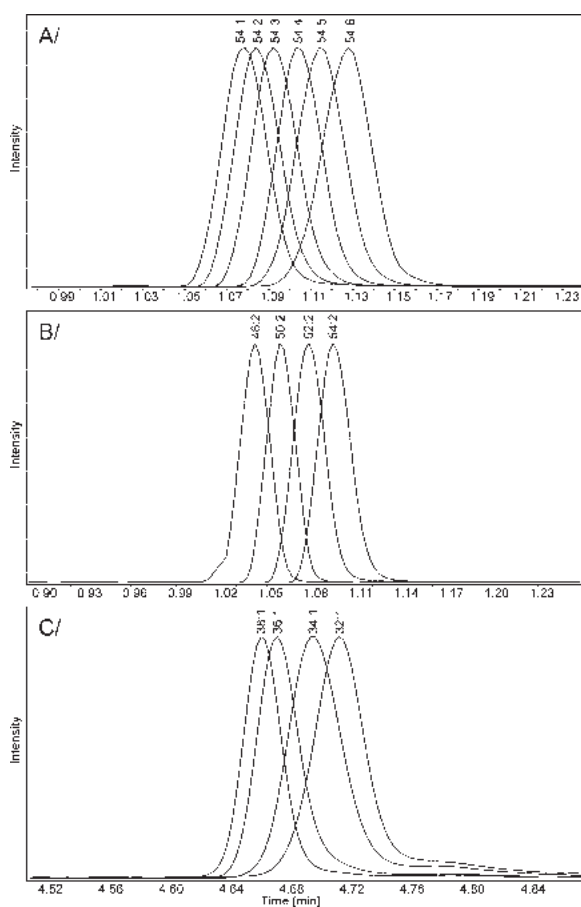 A/
54:1 54:2 54:3 54:4 54:5 54:6
Intensity
0.99 1.01 1.03 1.05 1.07 1.09 1.11 1.13 1.15 1.17 1.19 1.21 1.23
B/
48:2 50:2 52:2 54:2
Intensity
0.90 0.93 0.96 0.99 1.02 1.05 1.08 1.11 1.14 1.17 1.20 1.23
C/
38:1 36:1 34:1 32:1
Intensity
4.52 4.56 4.60 4.64 4.68 4.72 4.76 4.80 4.84
Time [min]